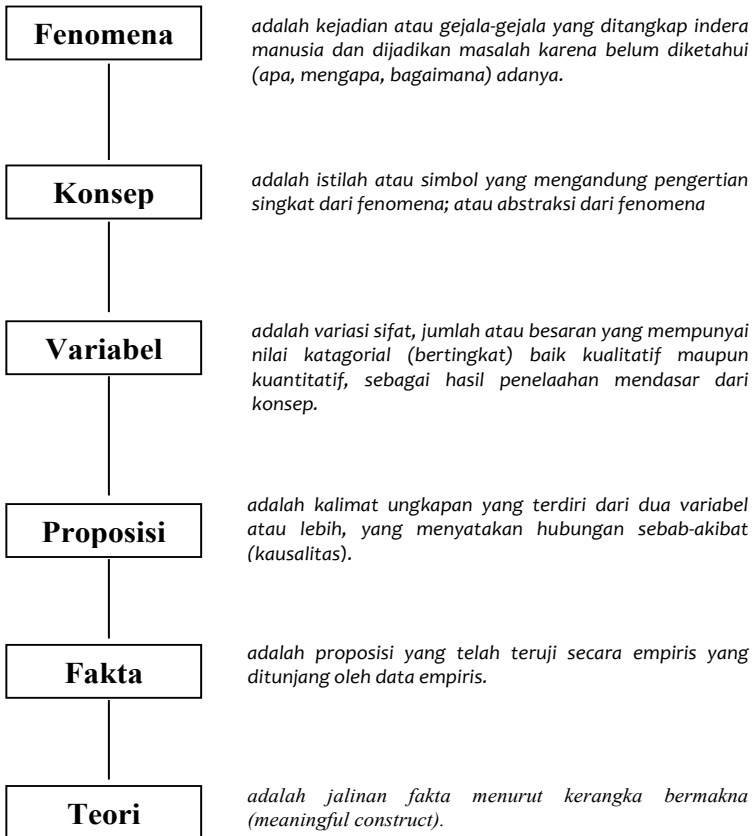 Fenomena
adalah kejadian atau gejala-gejala yang ditangkap indera
manusia dan dijadikan masalah karena belum diketahui
(apa, mengapa, bagaimana) adanya.
Konsep
adalah istilah atau simbol yang mengandung pengertian
singkat dari fenomena; atau abstraksi dari fenomena
Variabel
adalah variasi sifat, jumlah atau besaran yang mempunyai
nilai katagorial (bertingkat) baik kualitatif maupun
kuantitatif, sebagai hasil penelaahan mendasar dari
konsep.
Proposisi
adalah kalimat ungkapan yang terdiri dari dua variabel
atau lebih, yang menyatakan hubungan sebab-akibat
(kausalitas).
Fakta
adalah proposisi yang telah teruji secara empiris yang
ditunjang oleh data empiris.
Teori
adalah jalinan fakta menurut kerangka bermakna
(meaningful construct).